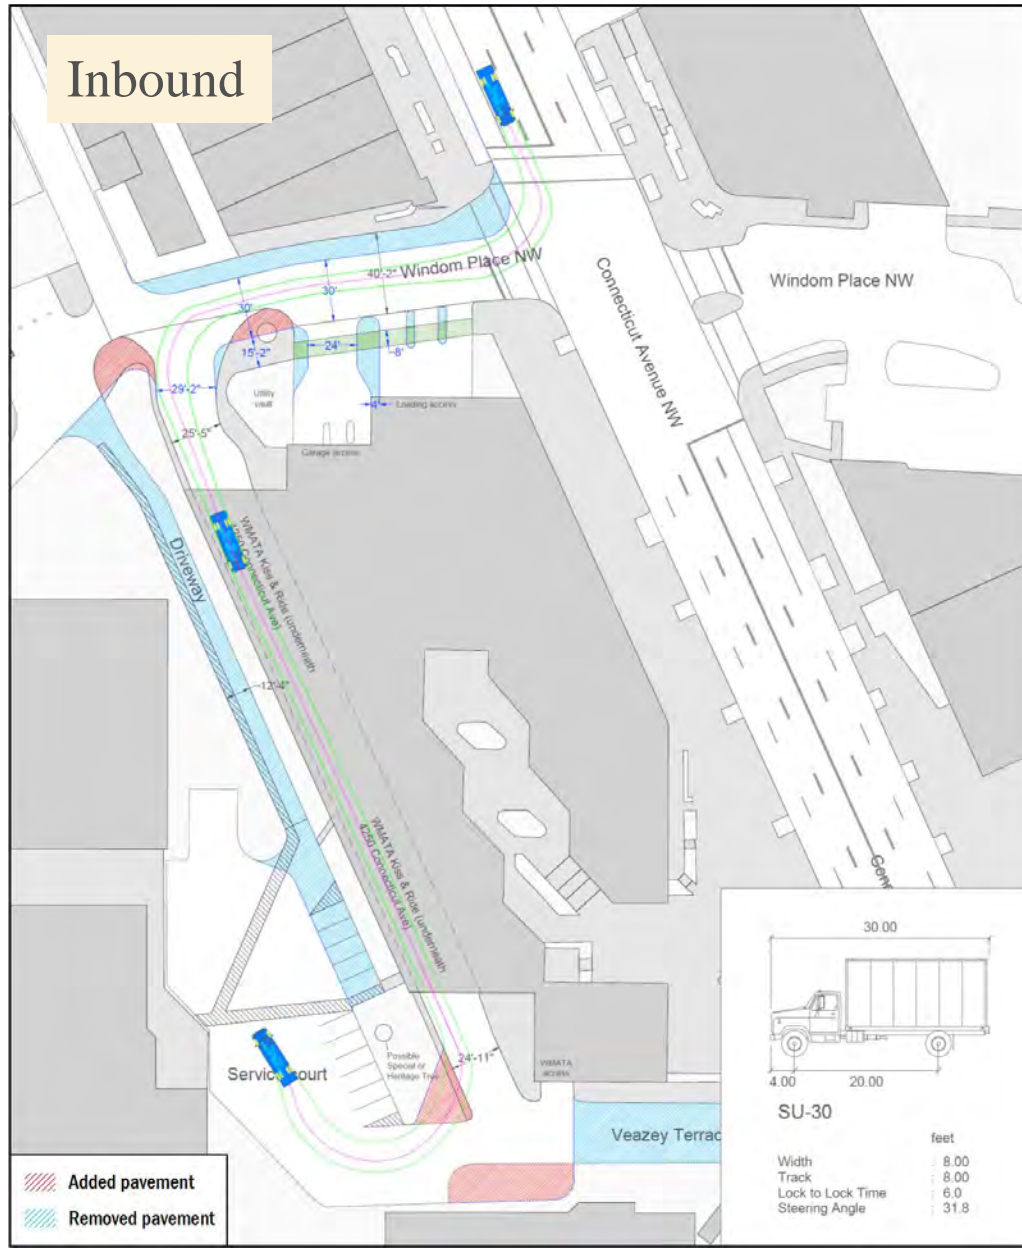 Inbound
40'-2"
Windom Place NW
30'
30'
Connecticut Avenue NW
Windom Place NW
15'-2"
24'
8'
29'-2"
Utility
vault
4'
Loading access
25'-5"
Garage access
Driveway
WMATA Kiss & Ride (underneath
4250 Connecticut Ave)
12'-4"
WMATA Kiss & Ride (underneath
4250 Connecticut Ave)
30.00
Possible
Special or
Heritage Tree
24'-11"
WMATA
access
Service court
4.00
20.00
SU-30
feet
Veazey Terrac
Width : 8.00
Track : 8.00
Lock to Lock Time : 6.0
Steering Angle : 31.8
Added pavement
Removed pavement